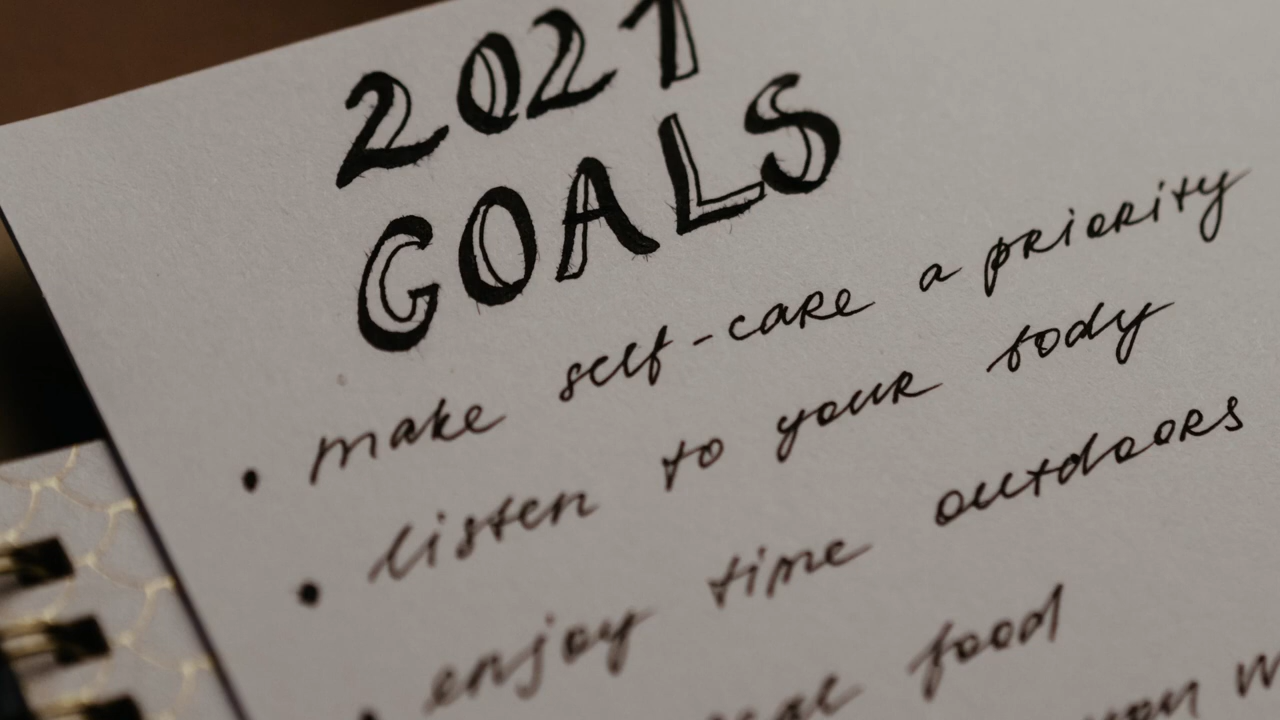 2021
GOALS
• make self-care a priority
• listen to your body
• enjoy time outdoors
food